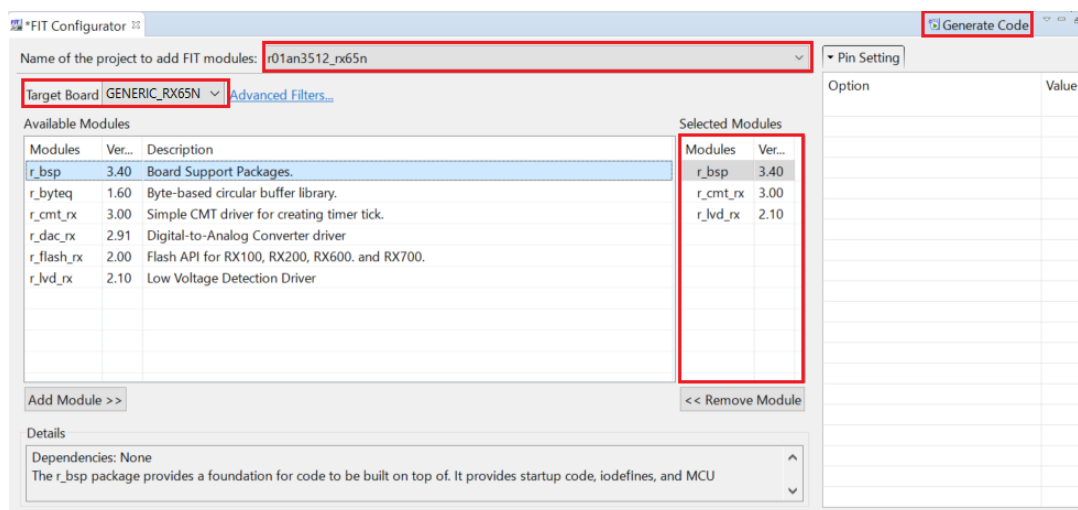 *FIT Configurator
Generate Code
Name of the project to add FIT modules: r01an3512_rx65n
Pin Setting
Target Board GENERIC_RX65N Advanced Filters...
Option Value
Available Modules Selected Modules
Modules Ver... Description Modules Ver...
r_bsp 3.40 Board Support Packages. r_bsp 3.40
r_byteq 1.60 Byte-based circular buffer library. r_cmt_rx 3.00
r_cmt_rx 3.00 Simple CMT driver for creating timer tick. r_lvd_rx 2.10
r_dac_rx 2.91 Digital-to-Analog Converter driver
r_flash_rx 2.00 Flash API for RX100, RX200, RX600. and RX700.
r_lvd_rx 2.10 Low Voltage Detection Driver
Add Module >> << Remove Module
Details
Dependencies: None
The r_bsp package provides a foundation for code to be built on top of. It provides startup code, iodefines, and MCU